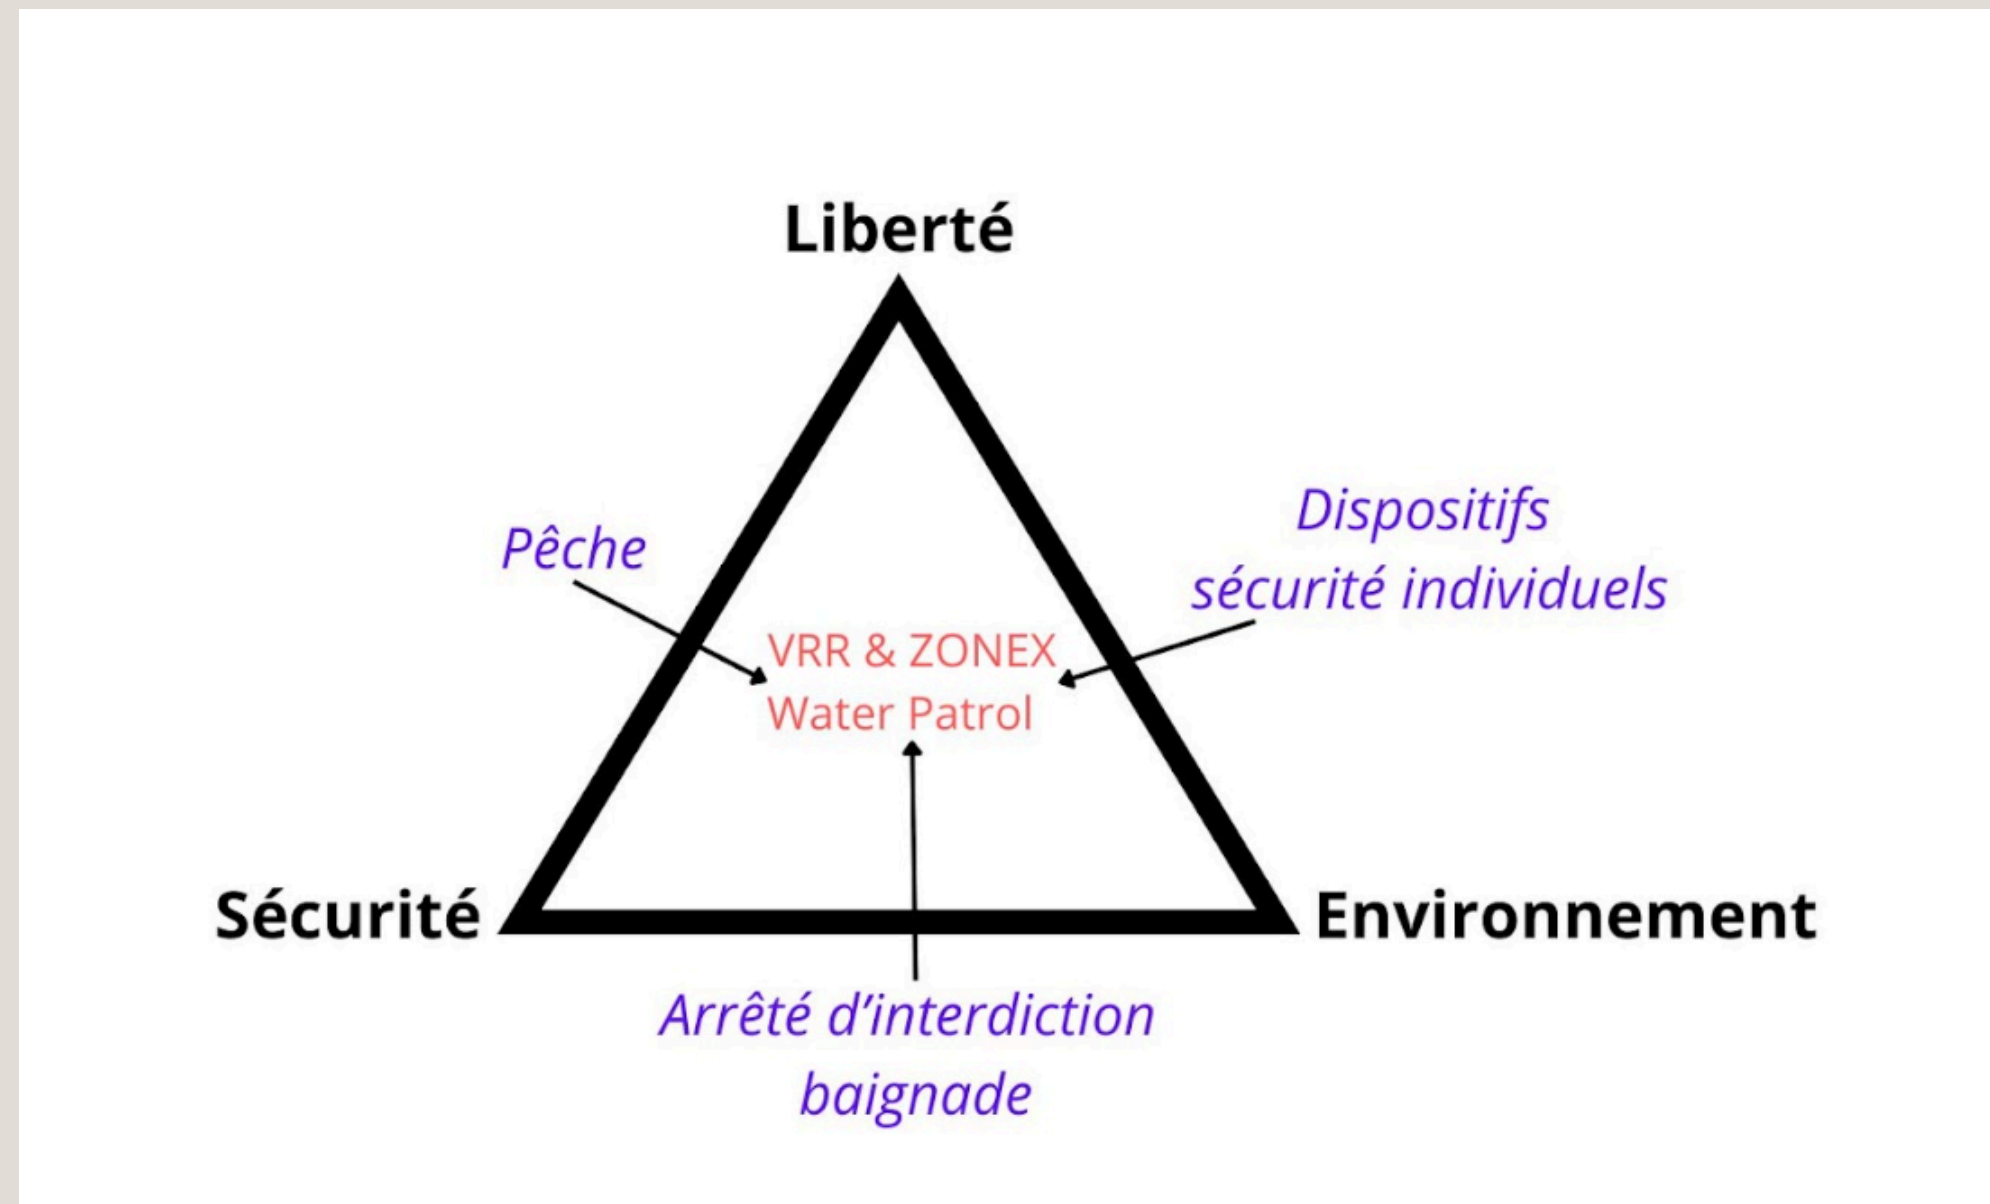 Liberté
Pêche
Dispositifs
sécurité individuels
VRR & ZONEX
Water Patrol
Sécurité
Environnement
Arrêté d’interdiction
baignade